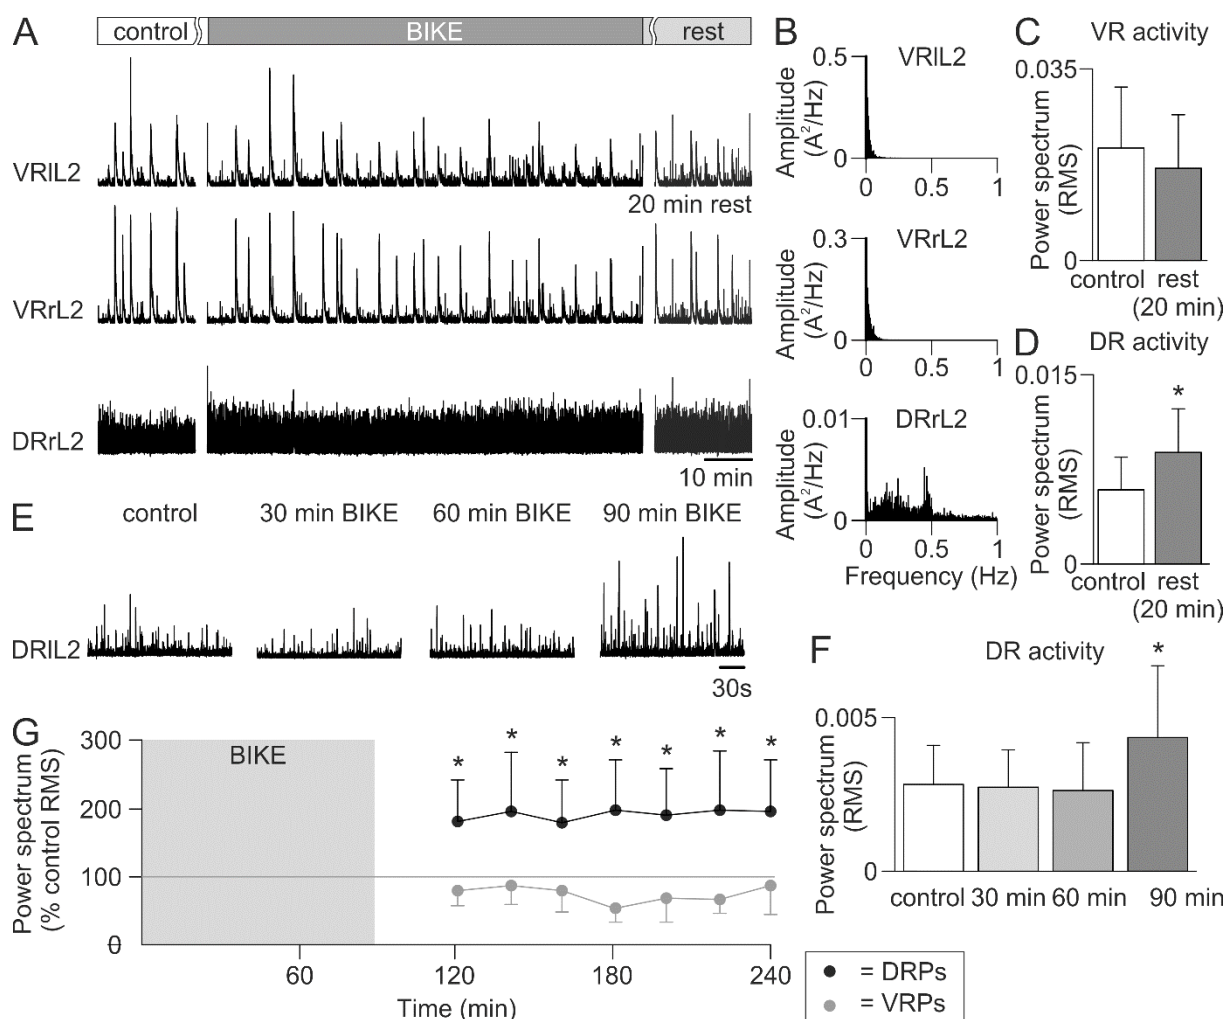 A
control
BIKE
rest
VRlL2
20 min rest
VRrL2
DRrL2
10 min
B
VRlL2
0.5
0
Amplitude
(A²/Hz)
0 0.5 1
VRrL2
0.3
0
Amplitude
(A²/Hz)
0 0.5 1
DRrL2
0.01
0
Amplitude
(A²/Hz)
0 0.5 1
Frequency (Hz)
C
VR activity
0.035
0
Power spectrum
(RMS)
control rest
(20 min)
D
DR activity
0.015
*
0
Power spectrum
(RMS)
control rest
(20 min)
E
control 30 min BIKE 60 min BIKE 90 min BIKE
DRlL2
30s
F
DR activity
*
0.005
0
Power spectrum
(RMS)
control 30 min 60 min 90 min
G
BIKE
300
200
100
0
Power spectrum
(% control RMS)
* * * * * * *
60 120 180 240
Time (min)
= DRPs
= VRPs